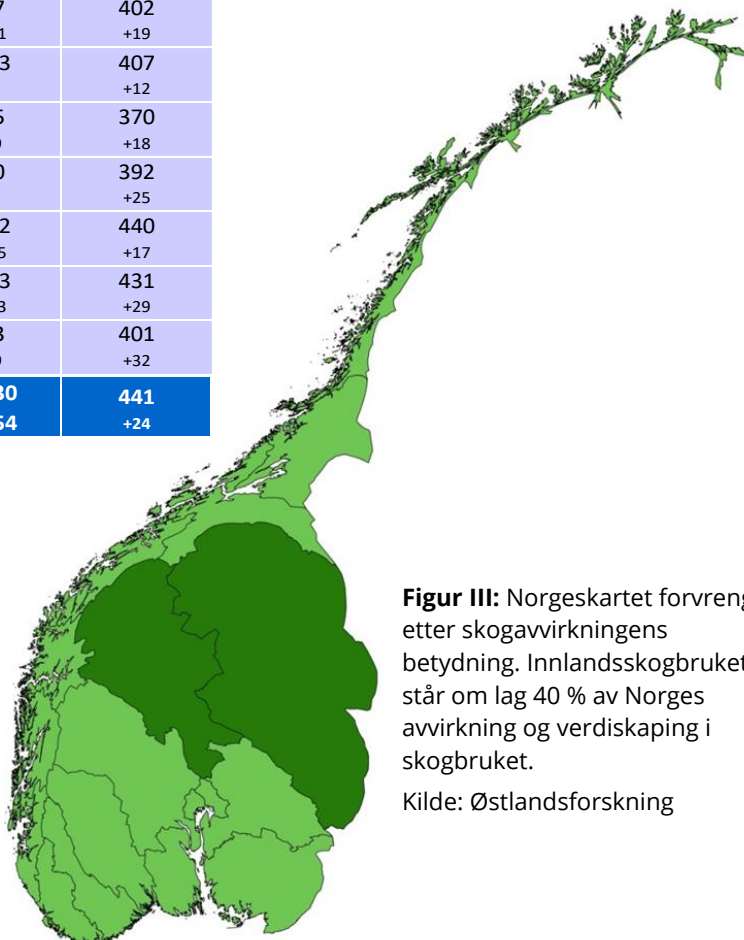 402
+19
407
+12
370
+18
392
+25
440
+17
431
+29
401
+32
441
+24
Figur III: Norgeskartet
etter skogavvirkningens
betydning. Innlandsskogbruket
står om lag 40 % av Norges
avvirkning og verdiskaping i
skogbruket.
Kilde: Østlandsforskning